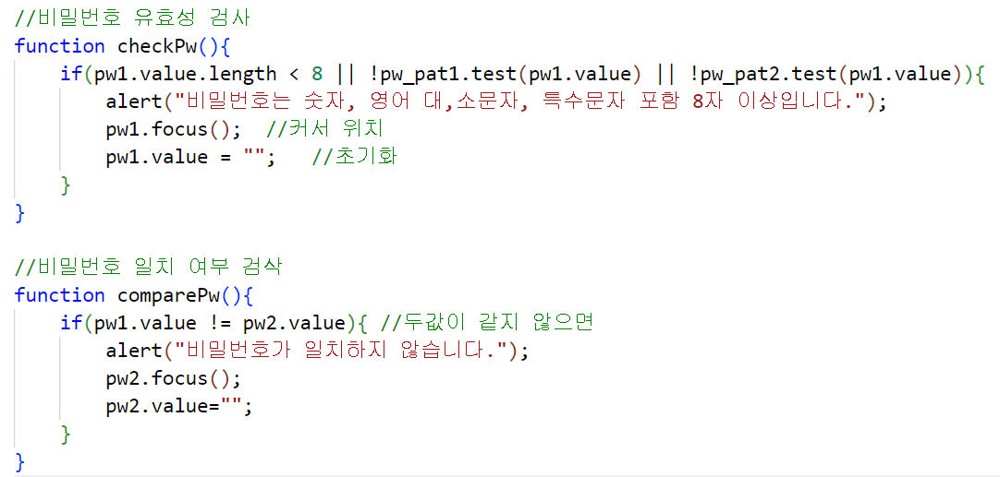 //비밀번호 유효성 검사
function checkPw(){
if(pw1.value.length < 8 || !pw_pat1.test(pw1.value) || !pw_pat2.test(pw1.value)){
alert("비밀번호는 숫자, 영어 대,소문자, 특수문자 포함 8자 이상입니다.");
pw1.focus(); //커서 위치
pw1.value = ""; //초기화
}
}
//비밀번호 일치 여부 검삭
function comparePw(){
if(pw1.value != pw2.value){ //두값이 같지 않으면
alert("비밀번호가 일치하지 않습니다.");
pw2.focus();
pw2.value="";
}
}